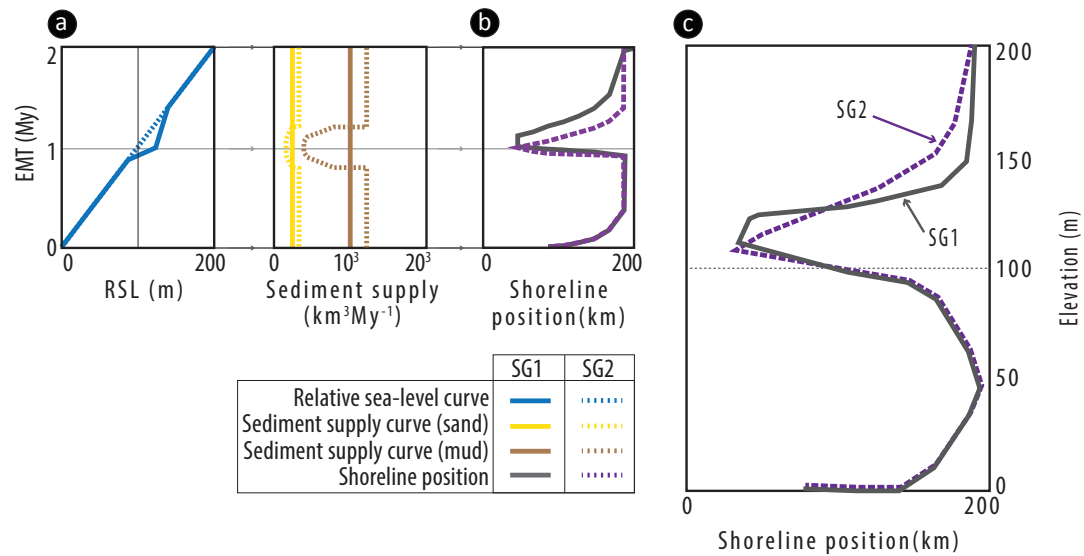 a
b
c
2
1
0
EMT (My)
0
200
RSL (m)
0
10³
20³
Sediment supply
(km³My⁻¹)
0
200
Shoreline
position(km)
SG2
SG1
200
150
100
50
0
Elevation (m)
0
200
Shoreline position(km)
SG1 SG2
Relative sea-level curve
Sediment supply curve (sand)
Sediment supply curve (mud)
Shoreline position